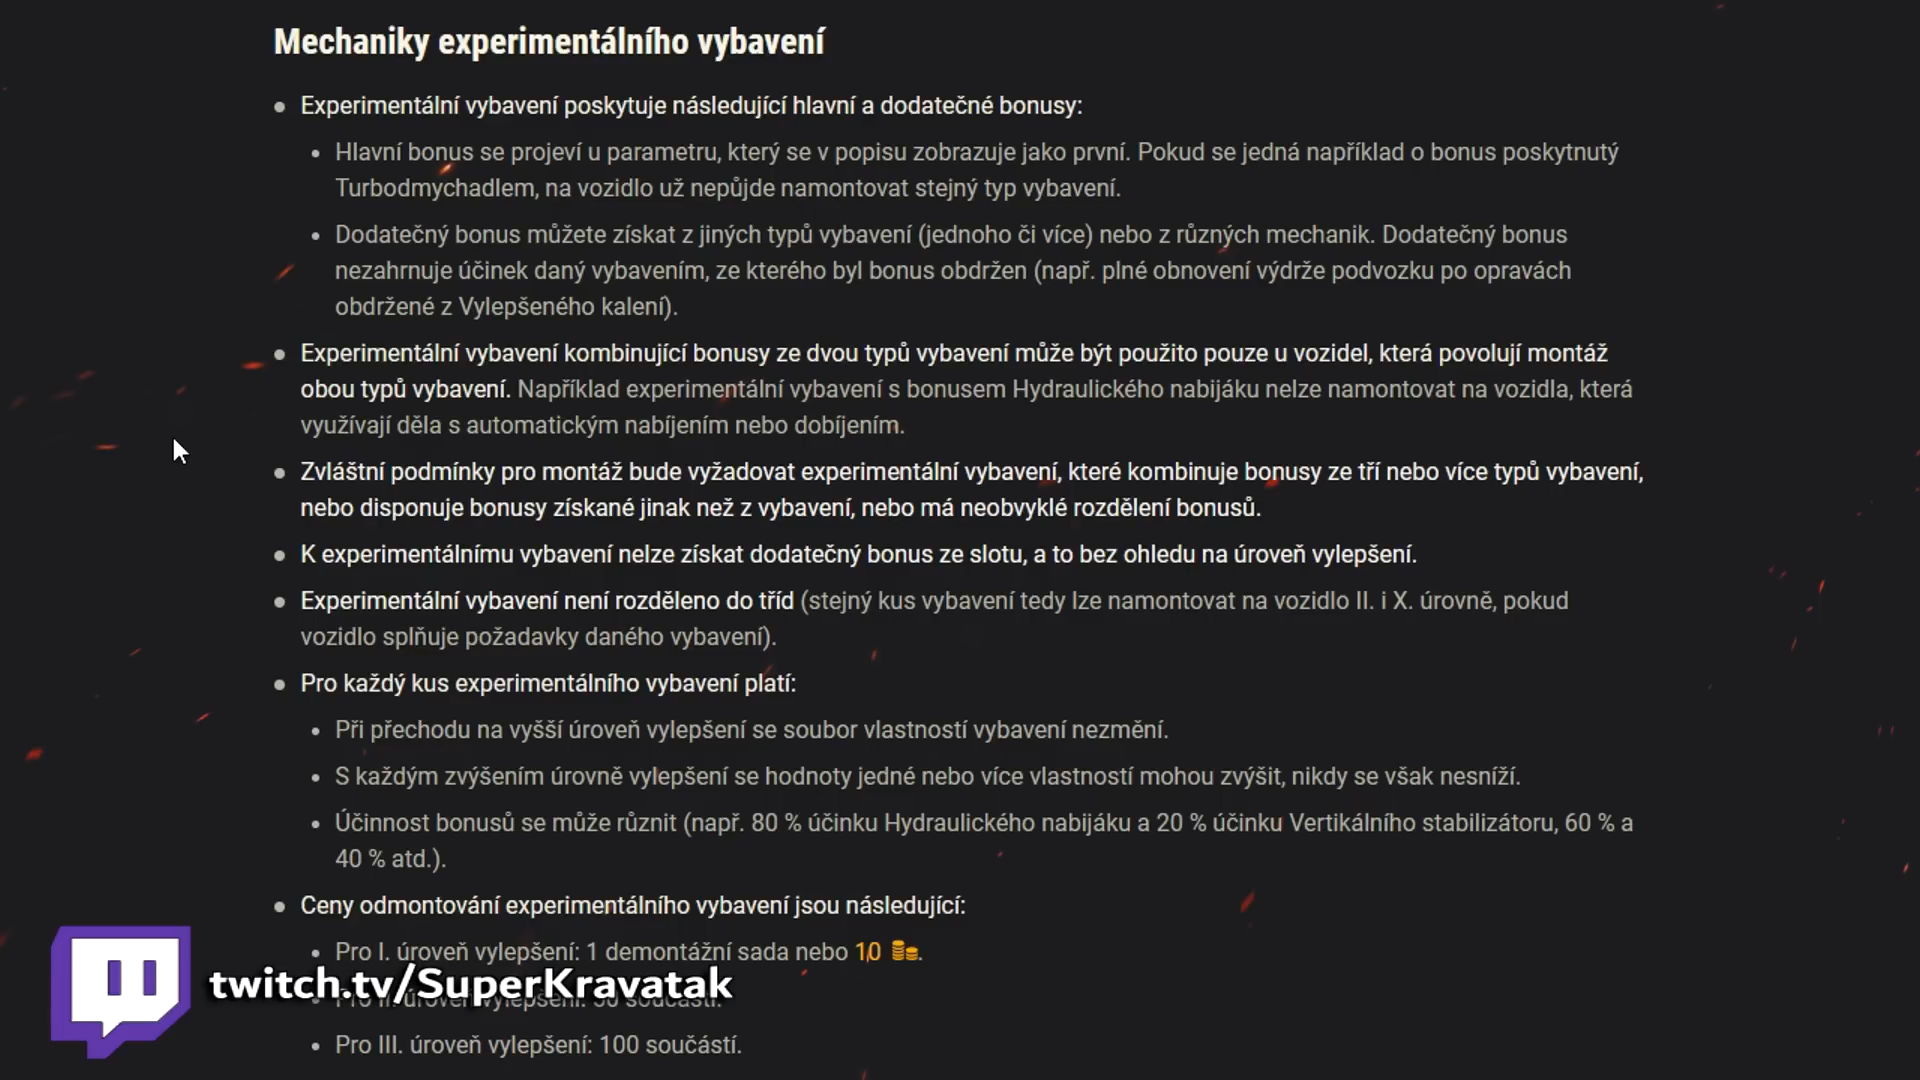 Mechaniky experimentálního vybavení
Experimentální vybavení poskytuje následující hlavní a dodatečné bonusy:
Hlavní bonus se projeví u parametru, který se v popisu zobrazuje jako první. Pokud se jedná například o bonus poskytnutý
Turbodmychadlem, na vozidlo už nepůjde namontovat stejný typ vybavení.
Dodatečný bonus můžete získat z jiných typů vybavení (jednoho či více) nebo z různých mechanik. Dodatečný bonus
nezahrnuje účinek daný vybavením, ze kterého byl bonus obdržen (např. plné obnovení výdrže podvozku po opravách
obdržené z Vylepšeného kalení).
Experimentální vybavení kombinující bonusy ze dvou typů vybavení může být použito pouze u vozidel, která povolují montáž
obou typů vybavení. Například experimentální vybavení s bonusem Hydraulického nabijáku nelze namontovat na vozidla, která
využívají děla s automatickým nabíjením nebo dobíjením.
Zvláštní podmínky pro montáž bude vyžadovat experimentální vybavení, které kombinuje bonusy ze tří nebo více typů vybavení,
nebo disponuje bonusy získané jinak než z vybavení, nebo má neobvyklé rozdělení bonusů.
K experimentálnímu vybavení nelze získat dodatečný bonus ze slotu, a to bez ohledu na úroveň vylepšení.
Experimentální vybavení není rozděleno do tříd (stejný kus vybavení tedy lze namontovat na vozidlo II. i X. úrovně, pokud
vozidlo splňuje požadavky daného vybavení).
Pro každý kus experimentálního vybavení platí:
Při přechodu na vyšší úroveň vylepšení se soubor vlastností vybavení nezmění.
S každým zvýšením úrovně vylepšení se hodnoty jedné nebo více vlastností mohou zvýšit, nikdy se však nesníží.
Účinnost bonusů se může různit (např. 80 % účinku Hydraulického nabijáku a 20 % účinku Vertikálního stabilizátoru, 60 % a
40 % atd.).
Ceny odmontování experimentálního vybavení jsou následující:
Pro I. úroveň vylepšení: 1 demontážní sada nebo 10 .
twitch.tv/SuperKravatak
Pro úroveň vylepšení: součástí.
Pro III. úroveň vylepšení: 100 součástí.